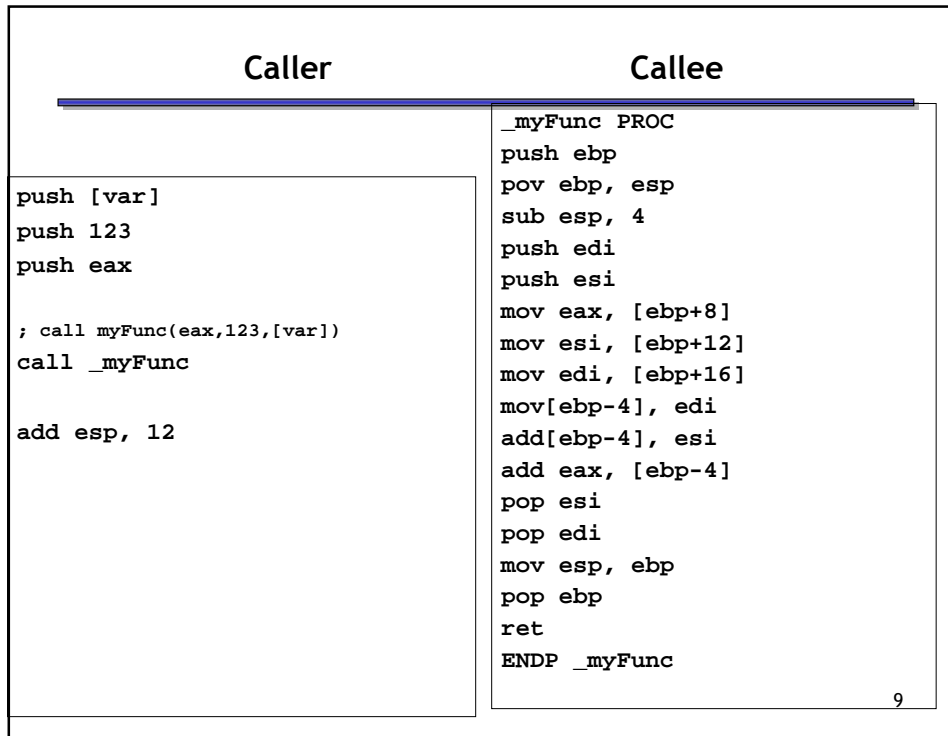 Caller
Callee
push [var]
push 123
push eax
; call myFunc(eax,123,[var])
call _myFunc
add esp, 12
_myFunc PROC
push ebp
pov ebp, esp
sub esp, 4
push edi
push esi
mov eax, [ebp+8]
mov esi, [ebp+12]
mov edi, [ebp+16]
mov[ebp-4], edi
add[ebp-4], esi
add eax, [ebp-4]
pop esi
pop edi
mov esp, ebp
pop ebp
ret
ENDP _myFunc
9